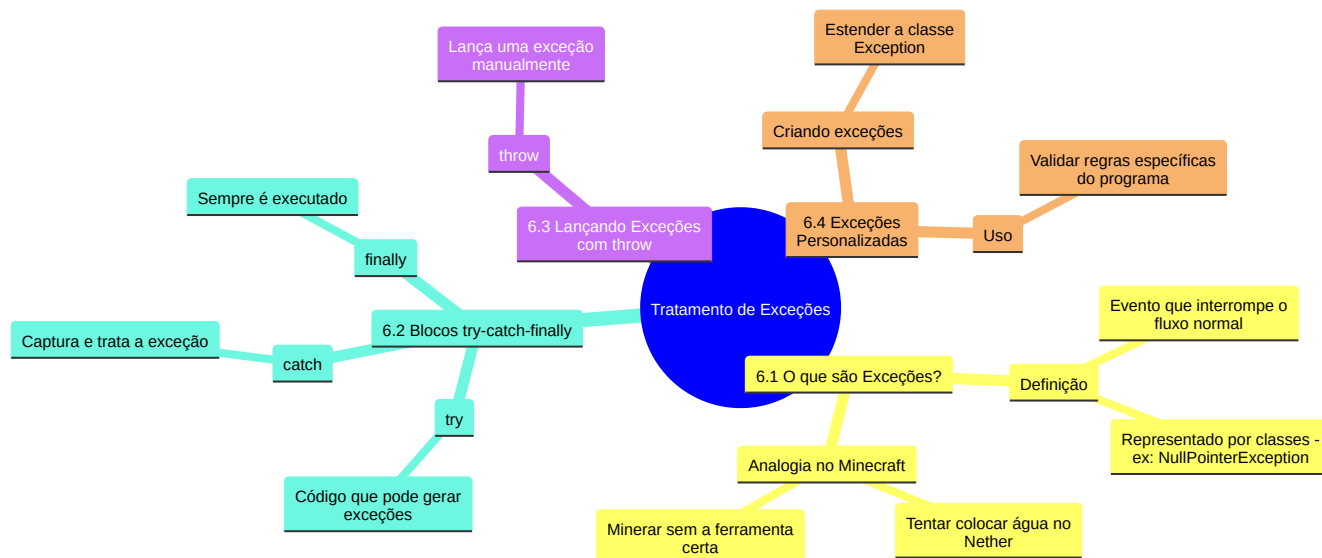 Tratamento de Exceções
6.1 O que são Exceções?
Definição
Evento que interrompe o
fluxo normal
Representado por classes -
ex: NullPointerException
Analogia no Minecraft
Minerar sem a ferramenta
certa
Tentar colocar água no
Nether
6.2 Blocos try-catch-finally
try
Código que pode gerar
exceções
catch
Captura e trata a exceção
finally
Sempre é executado
6.3 Lançando Exceções
com throw
throw
Lança uma exceção
manualmente
6.4 Exceções
Personalizadas
Criando exceções
Estender a classe
Exception
Uso
Validar regras específicas
do programa